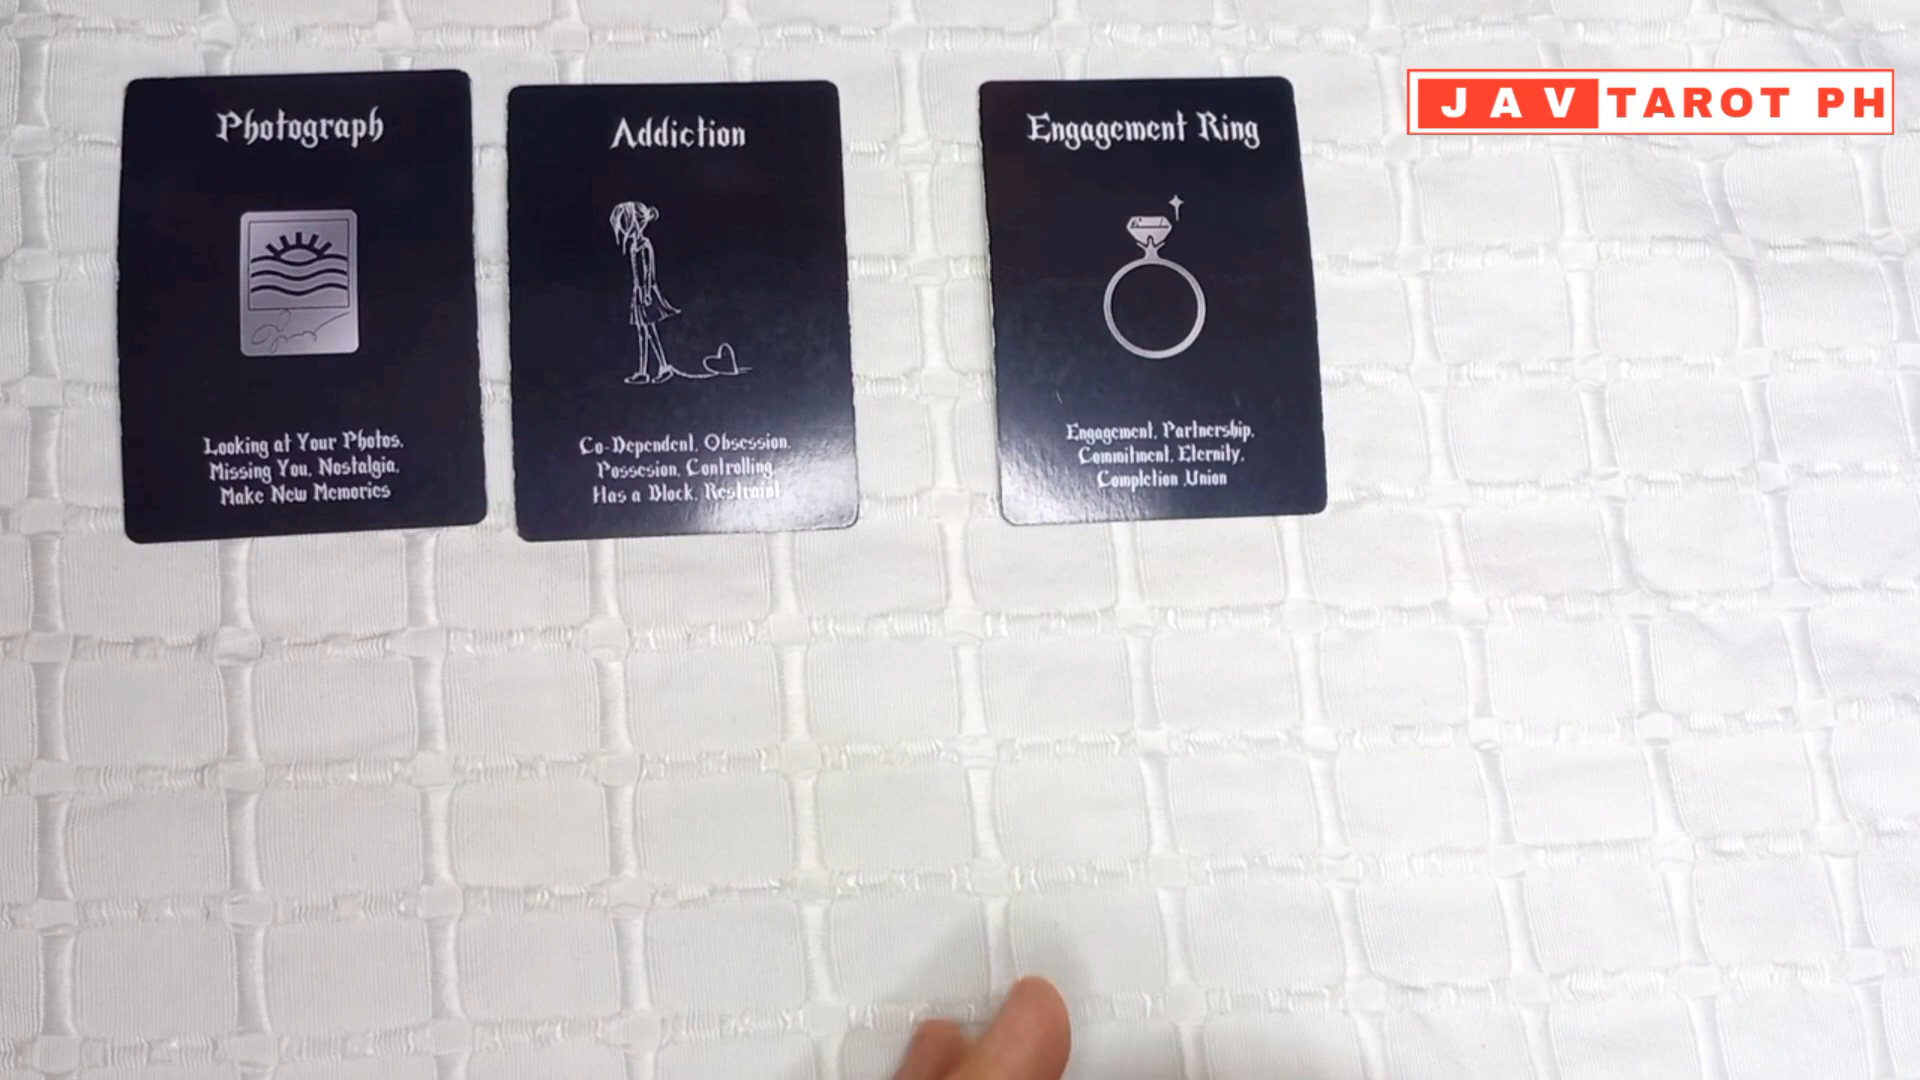 Photograph
Looking at Your Photos,
Missing You, Nostalgia,
Make New Memories
Addiction
Co-Dependent, Obsession,
Possesion, Controlling,
Has a Block, Restraint
Engagement Ring
Engagement, Partnership,
Commitment, Eternity,
Completion ,Union
JAV TAROT PH